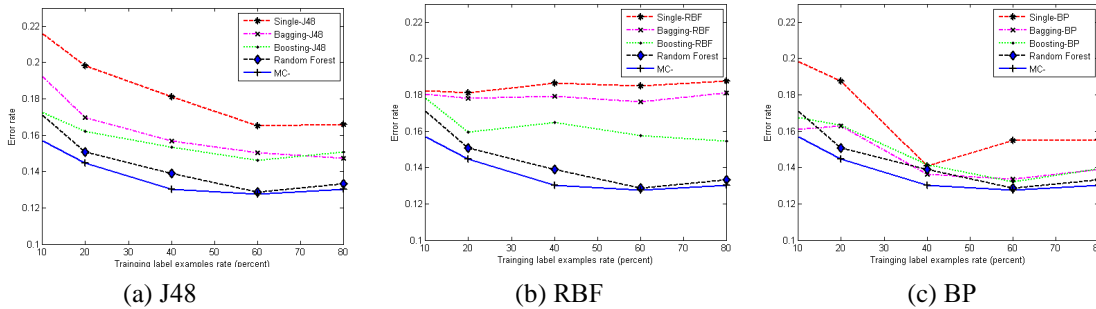 0.22
0.2
0.18
0.16
0.14
0.12
0.1
Error rate
10 20 30 40 50 60 70 80
Trainging label examples rate (percent)
Single-J48
Bagging-J48
Boosting-J48
Random Forest
MC-
(a) J48
0.22
0.2
0.18
0.16
0.14
0.12
0.1
Error rate
10 20 30 40 50 60 70 80
Trainging label examples rate (percent)
Single-RBF
Bagging-RBF
Boosting-RBF
Random Forest
MC-
(b) RBF
0.22
0.2
0.18
0.16
0.14
0.12
0.1
Error rate
10 20 30 40 50 60 70 80
Trainging label examples rate (percent)
Single-BP
Bagging-BP
Boosting-BP
Random Forest
MC-
(c) BP